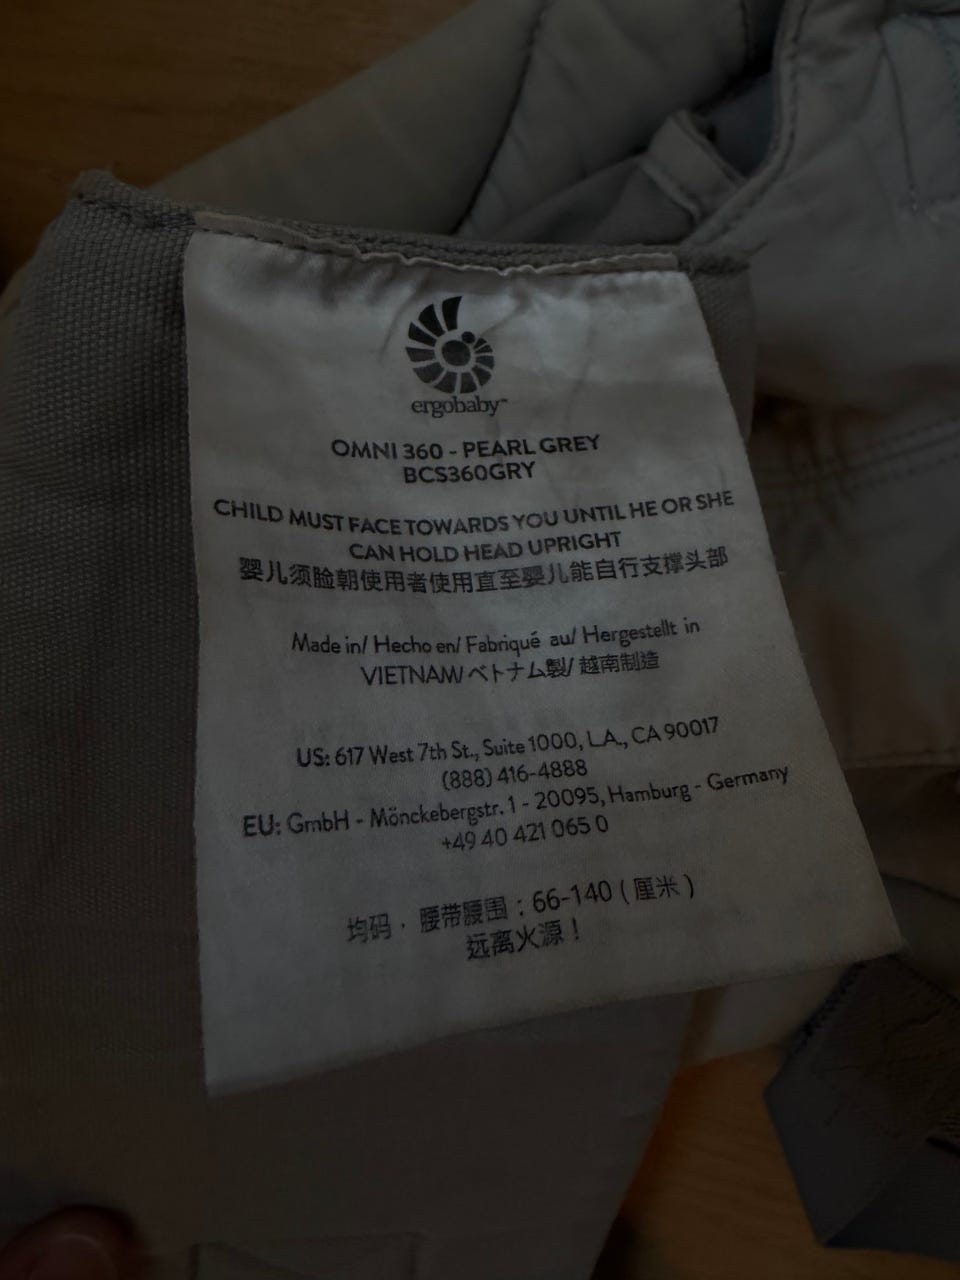 ergobaby™
OMNI 360 - PEARL GREY
BCS360GRY
CHILD MUST FACE TOWARDS YOU UNTIL HE OR SHE
CAN HOLD HEAD UPRIGHT
婴儿须脸朝使用者使用直至婴儿能自行支撑头部
Made in/ Hecho en/ Fabriqué au/ Hergestellt in
VIETNAM/ベトナム製/ 越南制造
US: 617 West 7th St., Suite 1000, L.A., CA 90017
(888) 416-4888
EU: GmbH - Mönckebergstr. 1 - 20095, Hamburg - Germany
+49 40 421 065 0
均码，腰带腰围：66-140（厘米）
远离火源！